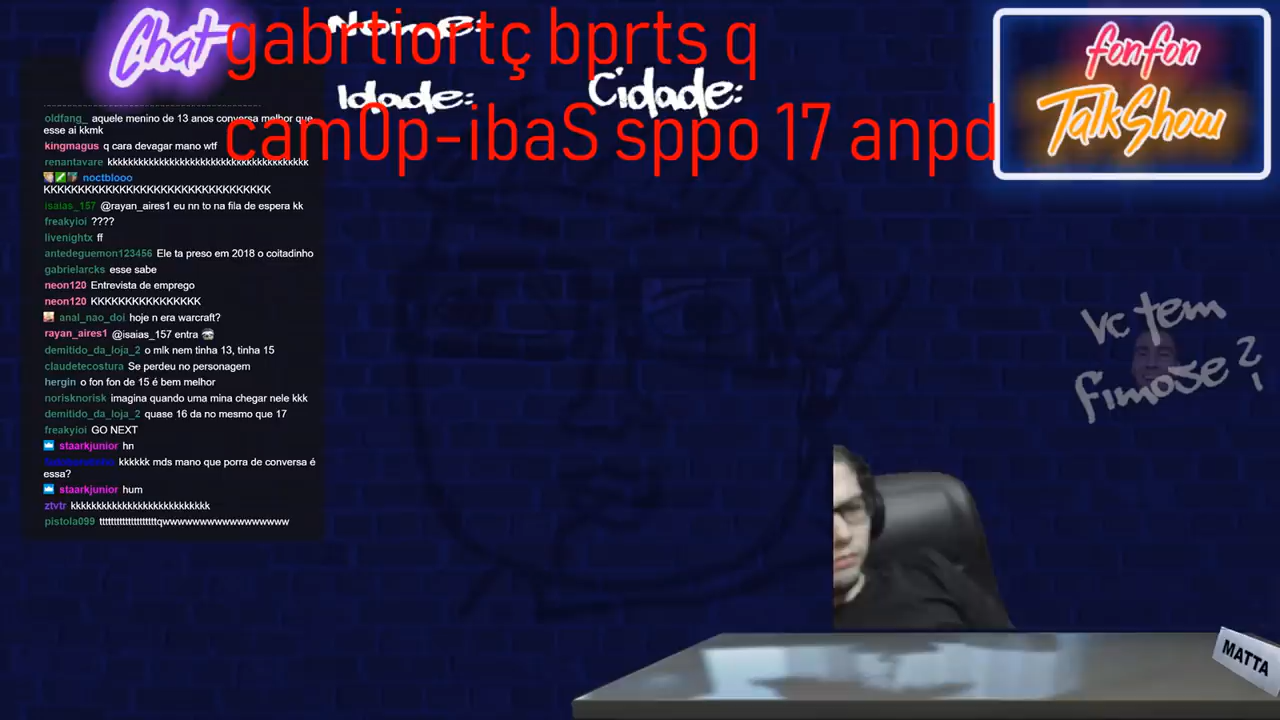 Chat
Nome:
gabrtiortç bprts q
Idade:
Cidade:
cam0p-ibaS sppo 17 anpd
fonfon
TalkShow
oldfang_ aquele menino de 13 anos conversa melhor que
esse ai kkmk
kingmagus q cara devagar mano wtf
renantavare kkkkkkkkkkkkkkkkkkkkkkkkkkkkkkkkkkkkkkk
noctblooo
KKKKKKKKKKKKKKKKKKKKKKKKKKKKKKKKKK
isaias_157 @rayan_aires1 eu nn to na fila de espera kk
freakyioi ????
livenightx ff
antedeguemon123456 Ele ta preso em 2018 o coitadinho
gabrielarcks esse sabe
neon120 Entrevista de emprego
neon120 KKKKKKKKKKKKKKKKK
anal_nao_doi hoje n era warcraft?
rayan_aires1 @isaias_157 entra
demitido_da_loja_2 o mlk nem tinha 13, tinha 15
claudetecostura Se perdeu no personagem
hergin o fon fon de 15 é bem melhor
norisknorisk imagina quando uma mina chegar nele kkk
demitido_da_loja_2 quase 16 da no mesmo que 17
freakyioi GO NEXT
staarkjunior hn
kkkkkk mds mano que porra de conversa é
essa?
staarkjunior hum
ztvtr kkkkkkkkkkkkkkkkkkkkkkkkkk
pistola099 tttttttttttttttttttttqwwwwwwwwwwwwwwwwww
vc tem
fimose?
MATTA